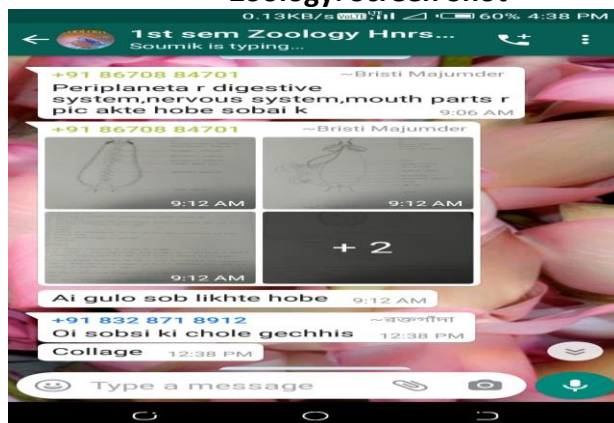 0.13KB/s 60% 4:38 PM
1st sem Zoology Hnrs...
Soumik is typing...
+91 86708 84701 ~Bristi Majumder
Periplaneta r digestive
system,nervous system,mouth parts r
pic akte hobe sobai k 9:06 AM
+91 86708 84701 ~Bristi Majumder
9:12 AM 9:12 AM
9:12 AM + 2
Ai gulo sob likhte hobe 9:12 AM
+91 832 871 8912 ~রক্তগাঁদা
Oi sobsi ki chole gechhis 12:38 PM
Collage 12:38 PM
Type a message